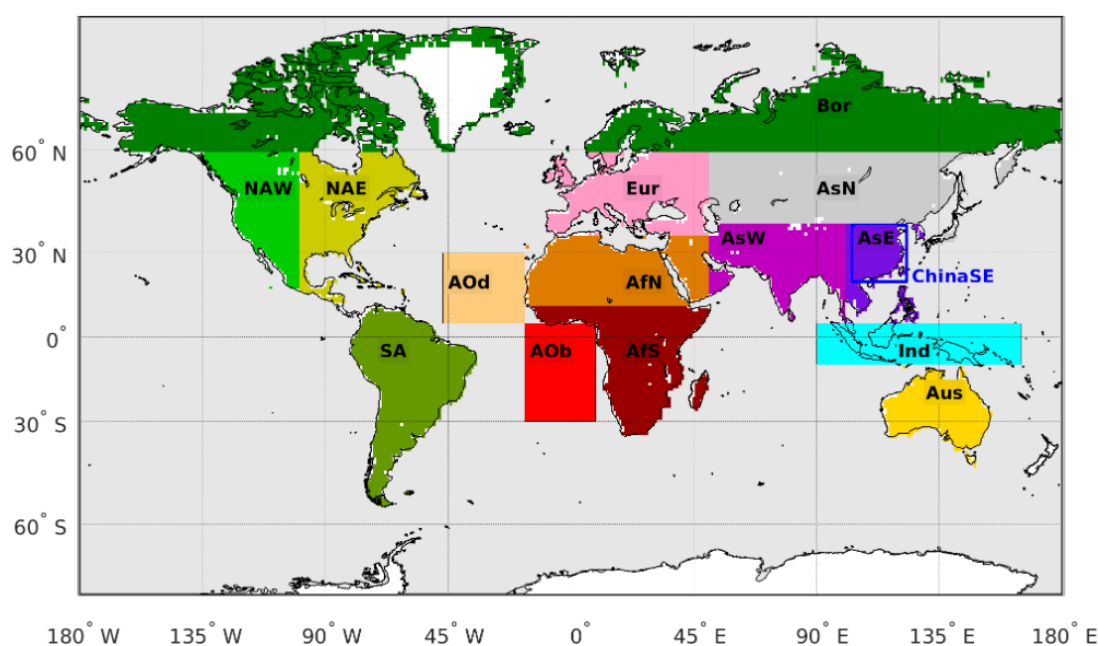 Bor
60° N
NAW
NAE
Eur
AsN
AsW
AsE
30° N
AOd
AfN
ChinaSE
0°
SA
AOb
AfS
Ind
Aus
30° S
60° S
180° W
135° W
90° W
45° W
0°
45° E
90° E
135° E
180° E